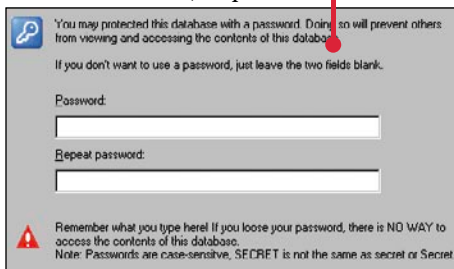 You may protected this database with a password. Doing so will prevent others
from viewing and accessing the contents of this database.
If you don't want to use a password, just leave the two fields blank.
Password:
Repeat password:
Remember what you type here! If you loose your password, there is NO WAY to
access the contents of this database.
Note: Passwords are case-sensitve, SECRET is not the same as secret or Secret